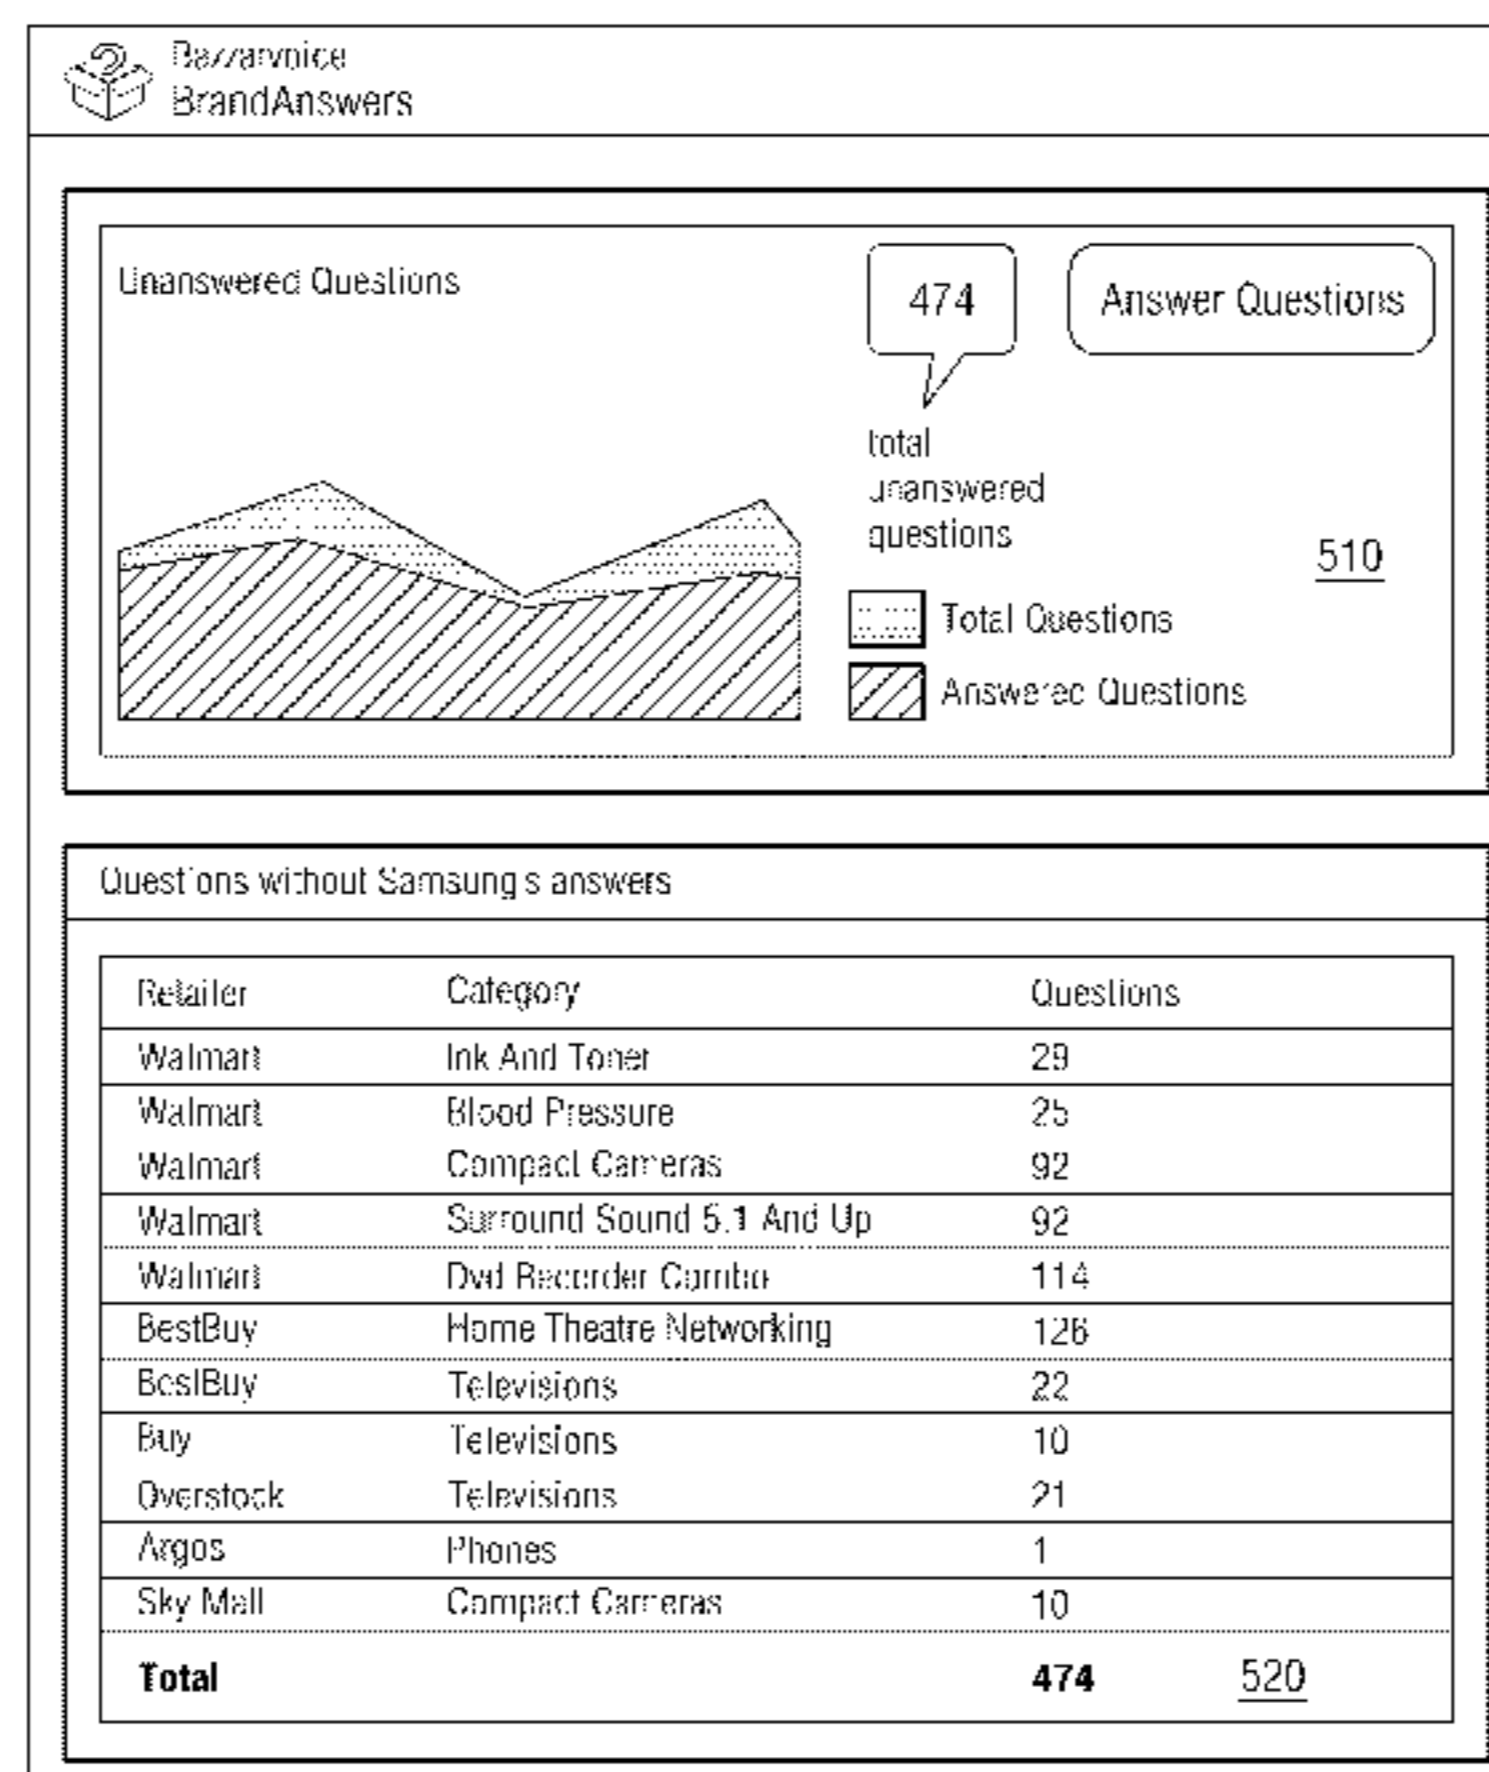 Bazzarvoice
BrandAnswers
Unanswered Questions
474
Answer Questions
total
unanswered
questions
510
Total Questions
Answered Questions
Questions without Samsung's answers
Retailer Category Questions
Walmart Ink And Toner 29
Walmart Blood Pressure 25
Walmart Compact Cameras 92
Walmart Surround Sound 5.1 And Up 92
Walmart Dvd Recorder Combo 114
BestBuy Home Theatre Networking 126
BestBuy Televisions 22
Buy Televisions 10
Overstock Televisions 21
Argos Phones 1
Sky Mall Compact Cameras 10
Total 474 520